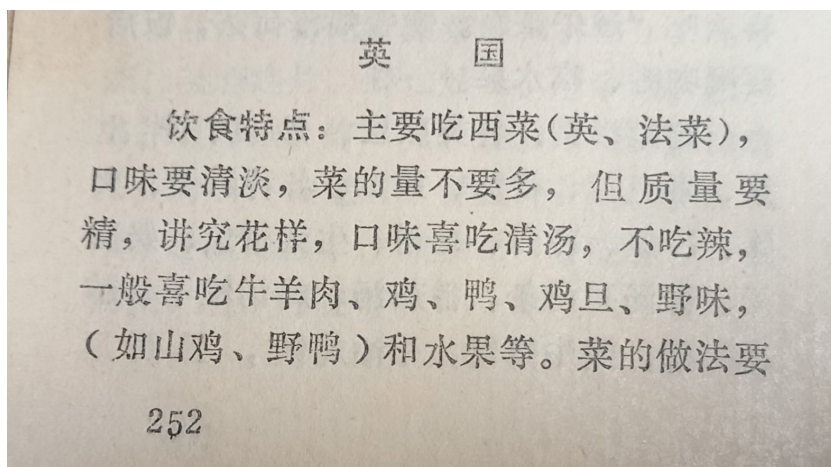 英 国
饮食特点：主要吃西菜(英、法菜)，
口味要清淡，菜的量不要多，但质量要
精，讲究花样，口味喜吃清汤，不吃辣，
一般喜吃牛羊肉、鸡、鸭、鸡旦、野味，
(如山鸡、野鸭)和水果等。菜的做法要
252